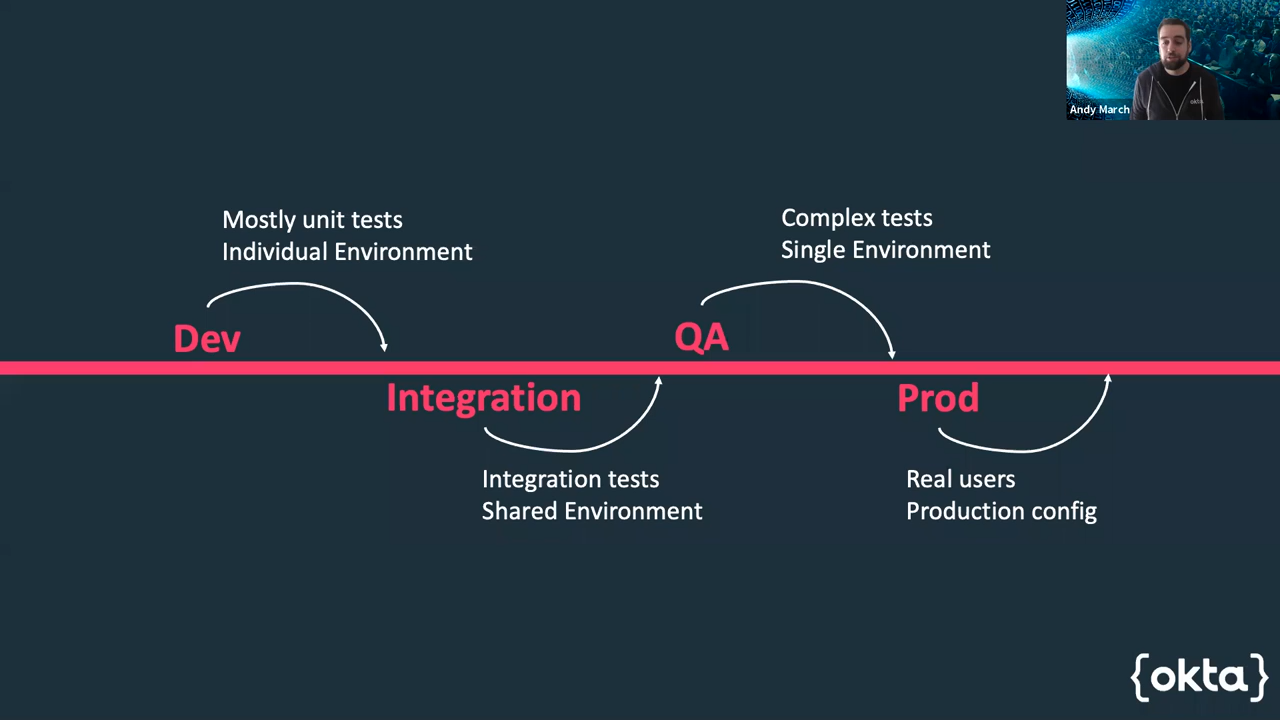 Andy March
okta
Mostly unit tests
Individual Environment
Complex tests
Single Environment
Dev
QA
Integration
Prod
Integration tests
Shared Environment
Real users
Production config
{okta}